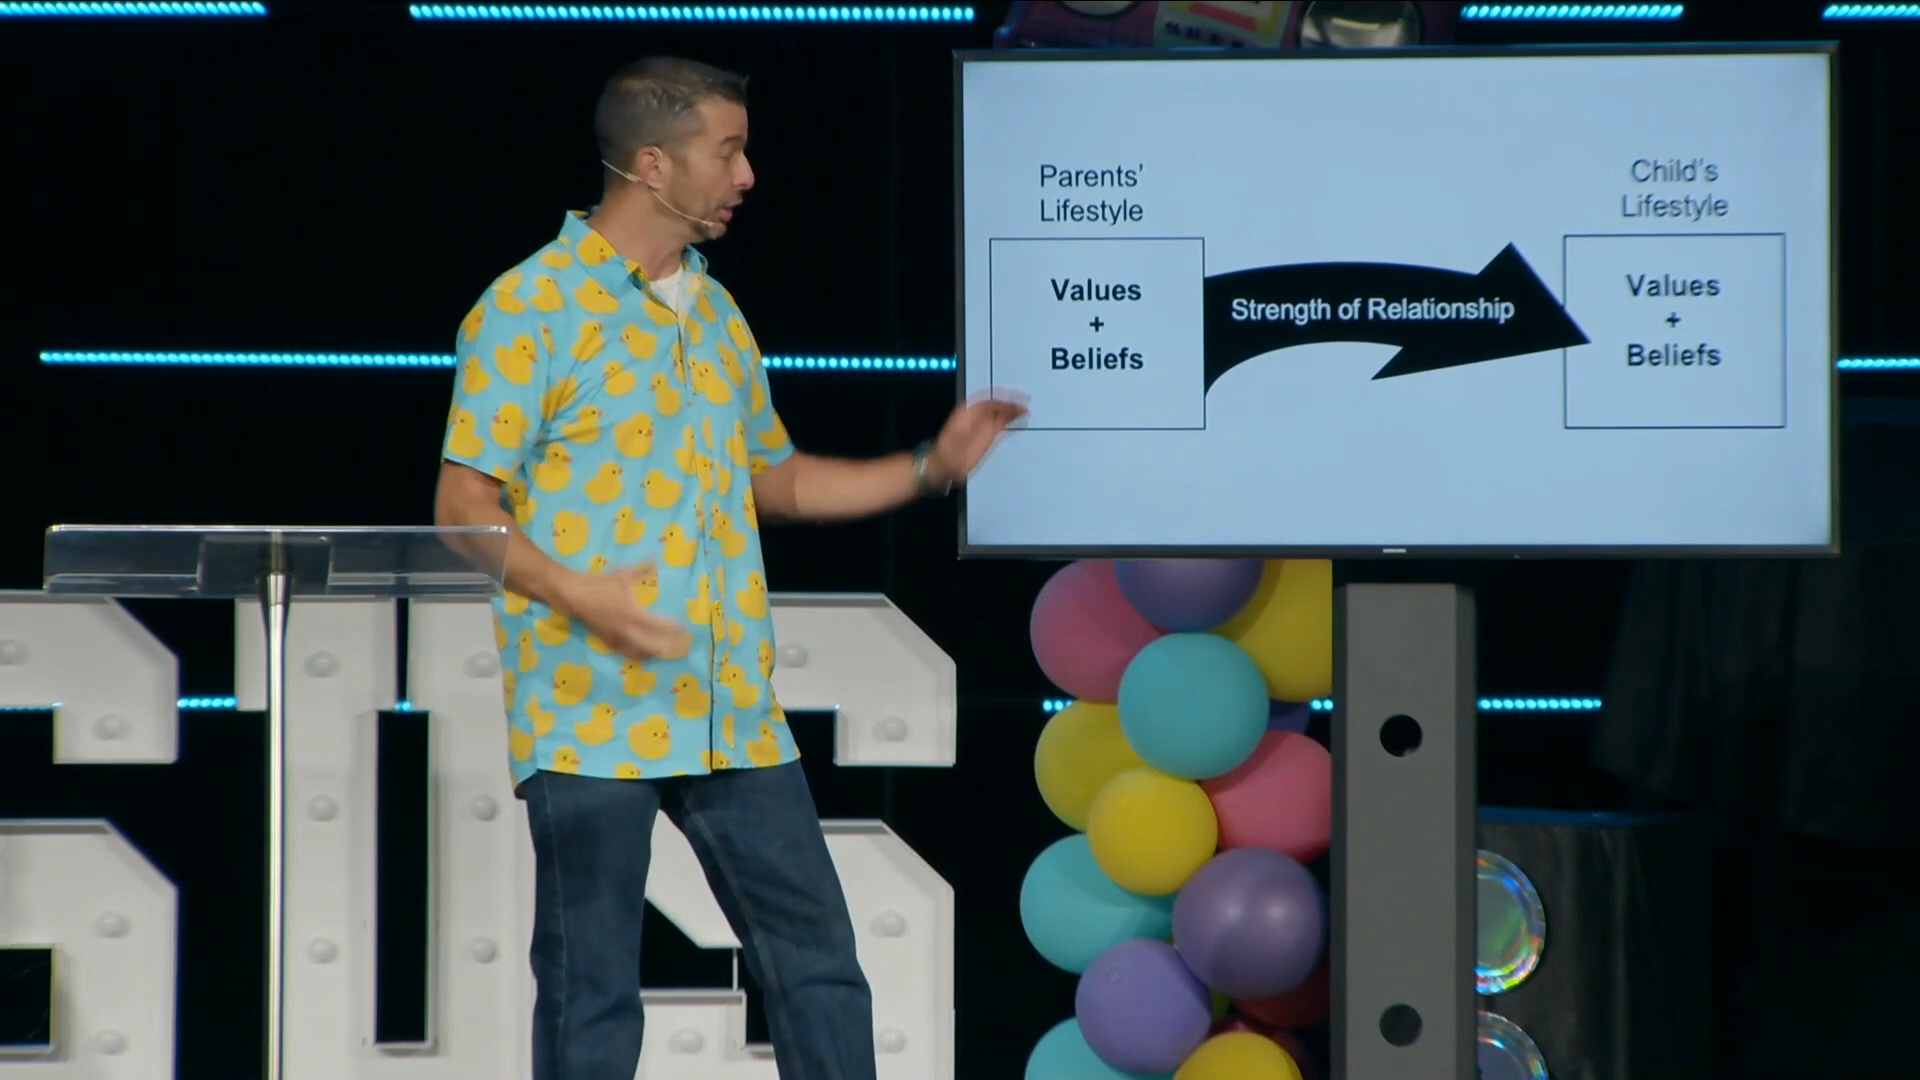 Parents'
Lifestyle
Values
+
Beliefs
Strength of Relationship
Child's
Lifestyle
Values
+
Beliefs